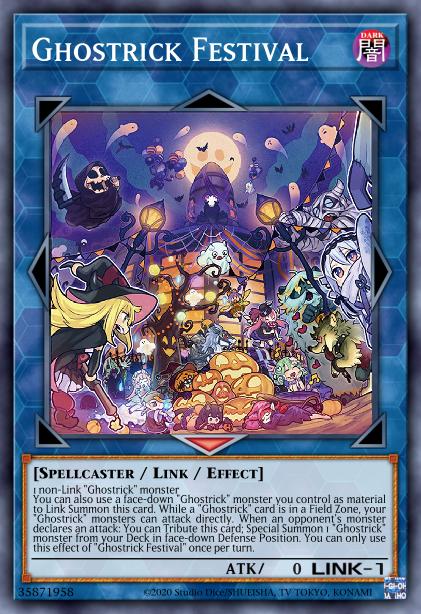 GHOSTRICK FESTIVAL
DARK
闇
[SPELLCASTER / LINK / EFFECT]
1 non-Link "Ghostrick" monster
You can also use a face-down "Ghostrick" monster you control as material
to Link Summon this card. While a "Ghostrick" card is in a Field Zone, your
"Ghostrick" monsters can attack directly. When an opponent's monster
declares an attack: You can Tribute this card; Special Summon 1 "Ghostrick"
monster from your Deck in face-down Defense Position. You can only use
this effect of "Ghostrick Festival" once per turn.
ATK/ 0 LINK-1
35871958 ©2020 Studio Dice/SHUEISHA, TV TOKYO, KONAMI